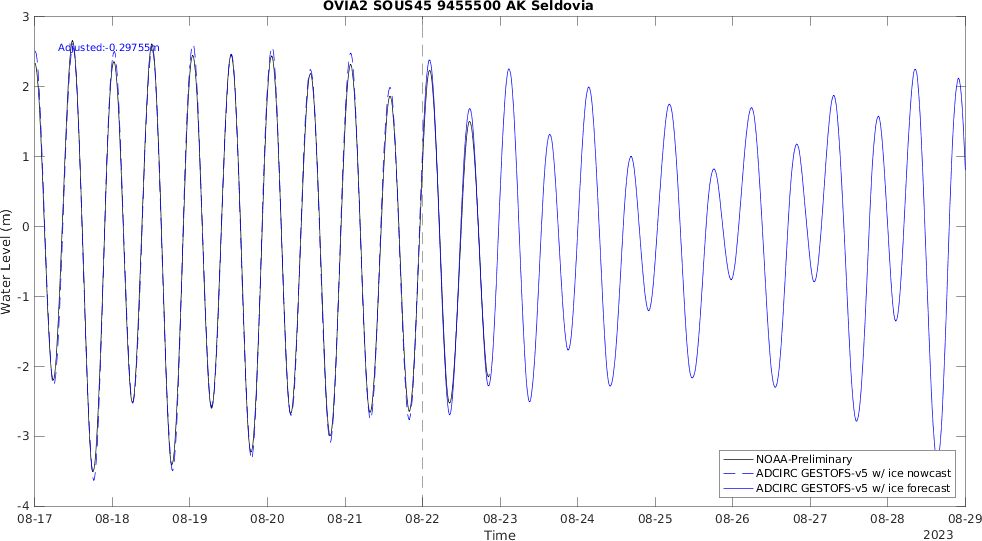 OVIA2 SOUS45 9455500 AK Seldovia
Adjusted:-0.29755m
Water Level (m)
3
2
1
0
-1
-2
-3
-4
NOAA-Preliminary
ADCIRC GESTOFS-v5 w/ ice nowcast
ADCIRC GESTOFS-v5 w/ ice forecast
08-17 08-18 08-19 08-20 08-21 08-22 08-23 08-24 08-25 08-26 08-27 08-28 08-29
Time
2023